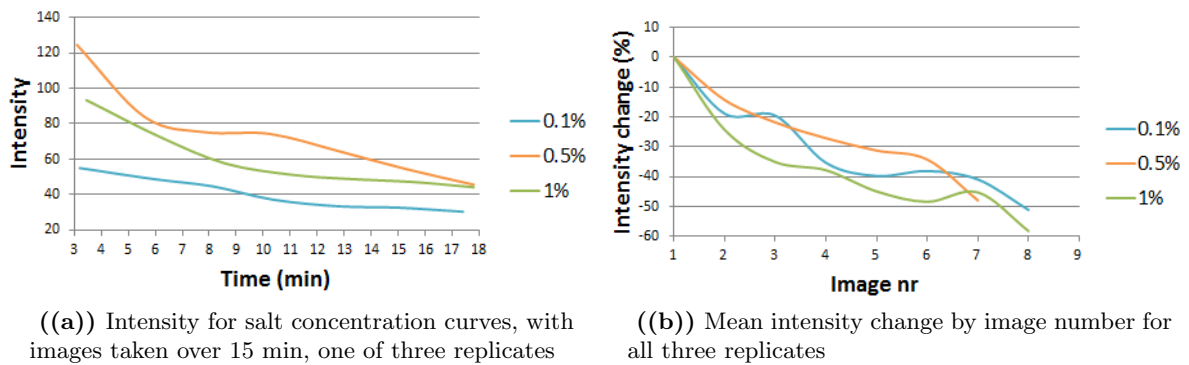 140
120
100
80
60
40
20
Intensity
3 4 5 6 7 8 9 10 11 12 13 14 15 16 17 18
Time (min)
0.1%
0.5%
1%
((a)) Intensity for salt concentration curves, with
images taken over 15 min, one of three replicates
10
0
-10
-20
-30
-40
-50
-60
Intensity change (%)
1 2 3 4 5 6 7 8 9
Image nr
0.1%
0.5%
1%
((b)) Mean intensity change by image number for
all three replicates